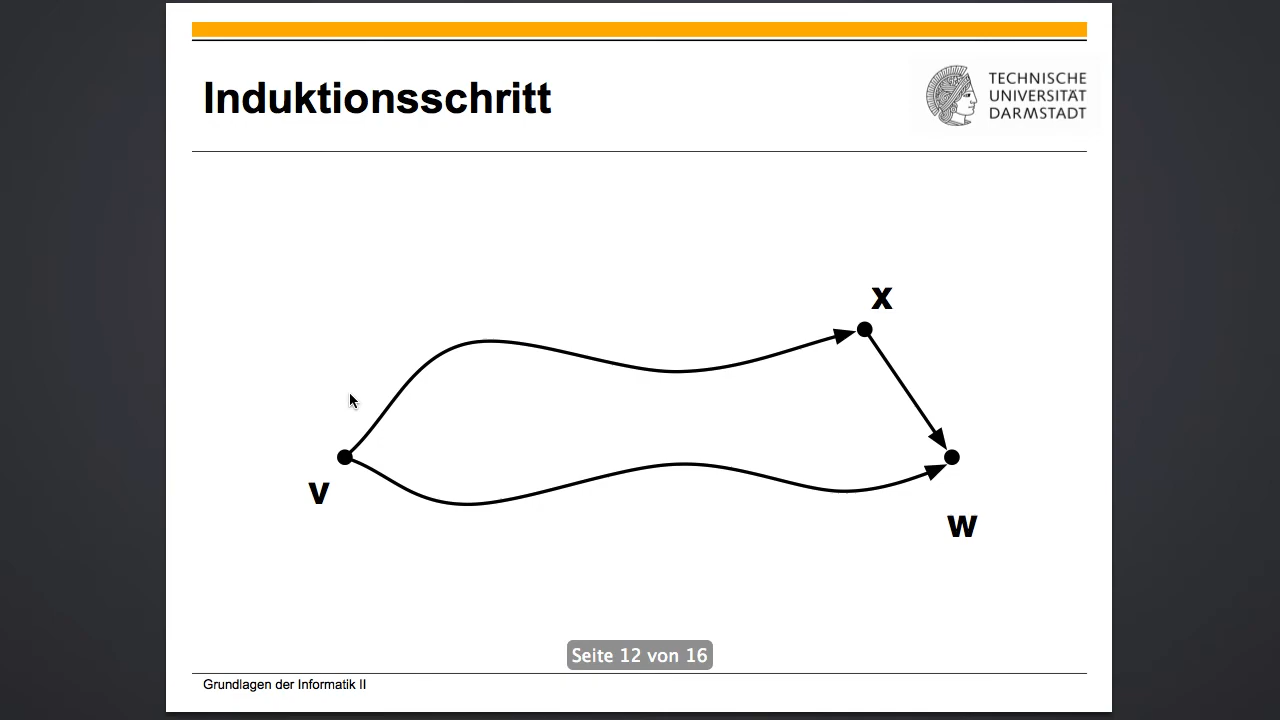 Induktionsschritt
TECHNISCHE
UNIVERSITÄT
DARMSTADT
x
v
w
Seite 12 von 16
Grundlagen der Informatik II